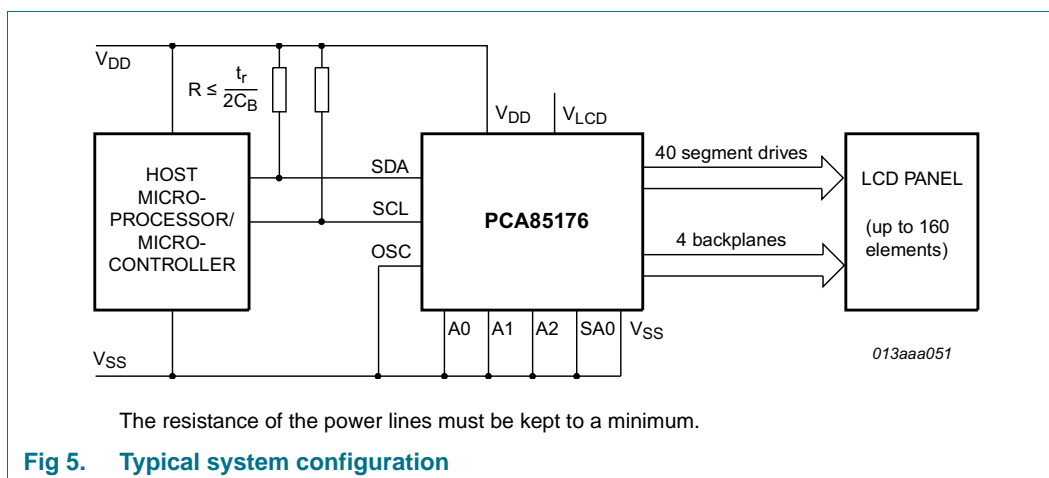 VDD
R ≤ tr
2CB
VDD
VLCD
HOST
MICRO-
PROCESSOR/
MICRO-
CONTROLLER
SDA
SCL
OSC
PCA85176
40 segment drives
4 backplanes
LCD PANEL
(up to 160
elements)
A0 A1 A2 SA0 VSS
VSS
013aaa051
The resistance of the power lines must be kept to a minimum.
Fig 5. Typical system configuration